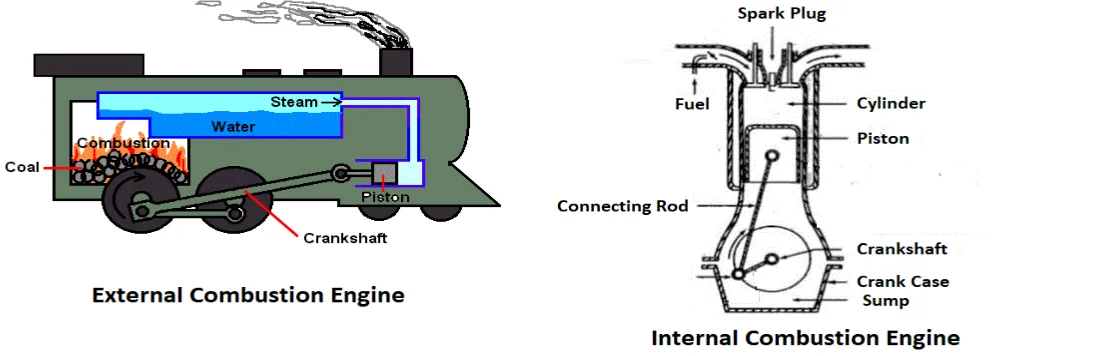 Steam
Water
Combustion
Coal
Piston
Crankshaft
External Combustion Engine
Spark Plug
Fuel
Cylinder
Piston
Connecting Rod
Crankshaft
Crank Case
Sump
Internal Combustion Engine